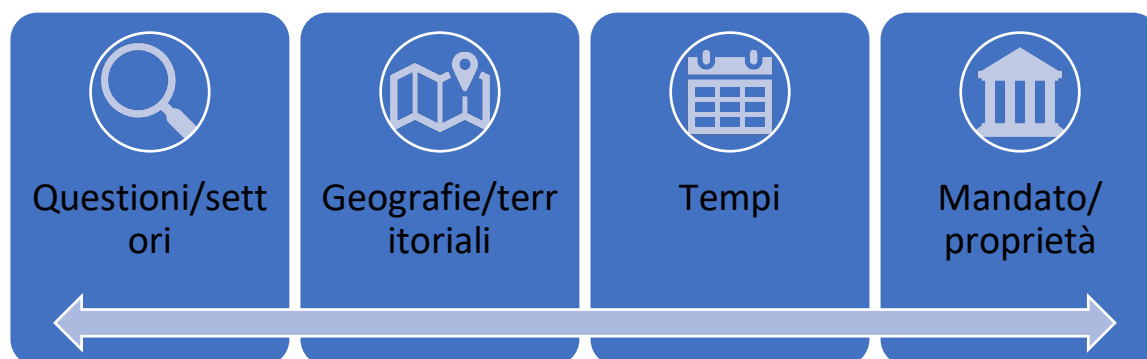 Questioni/sett
ori
Geografie/terr
itoriali
Tempi
Mandato/
proprietà